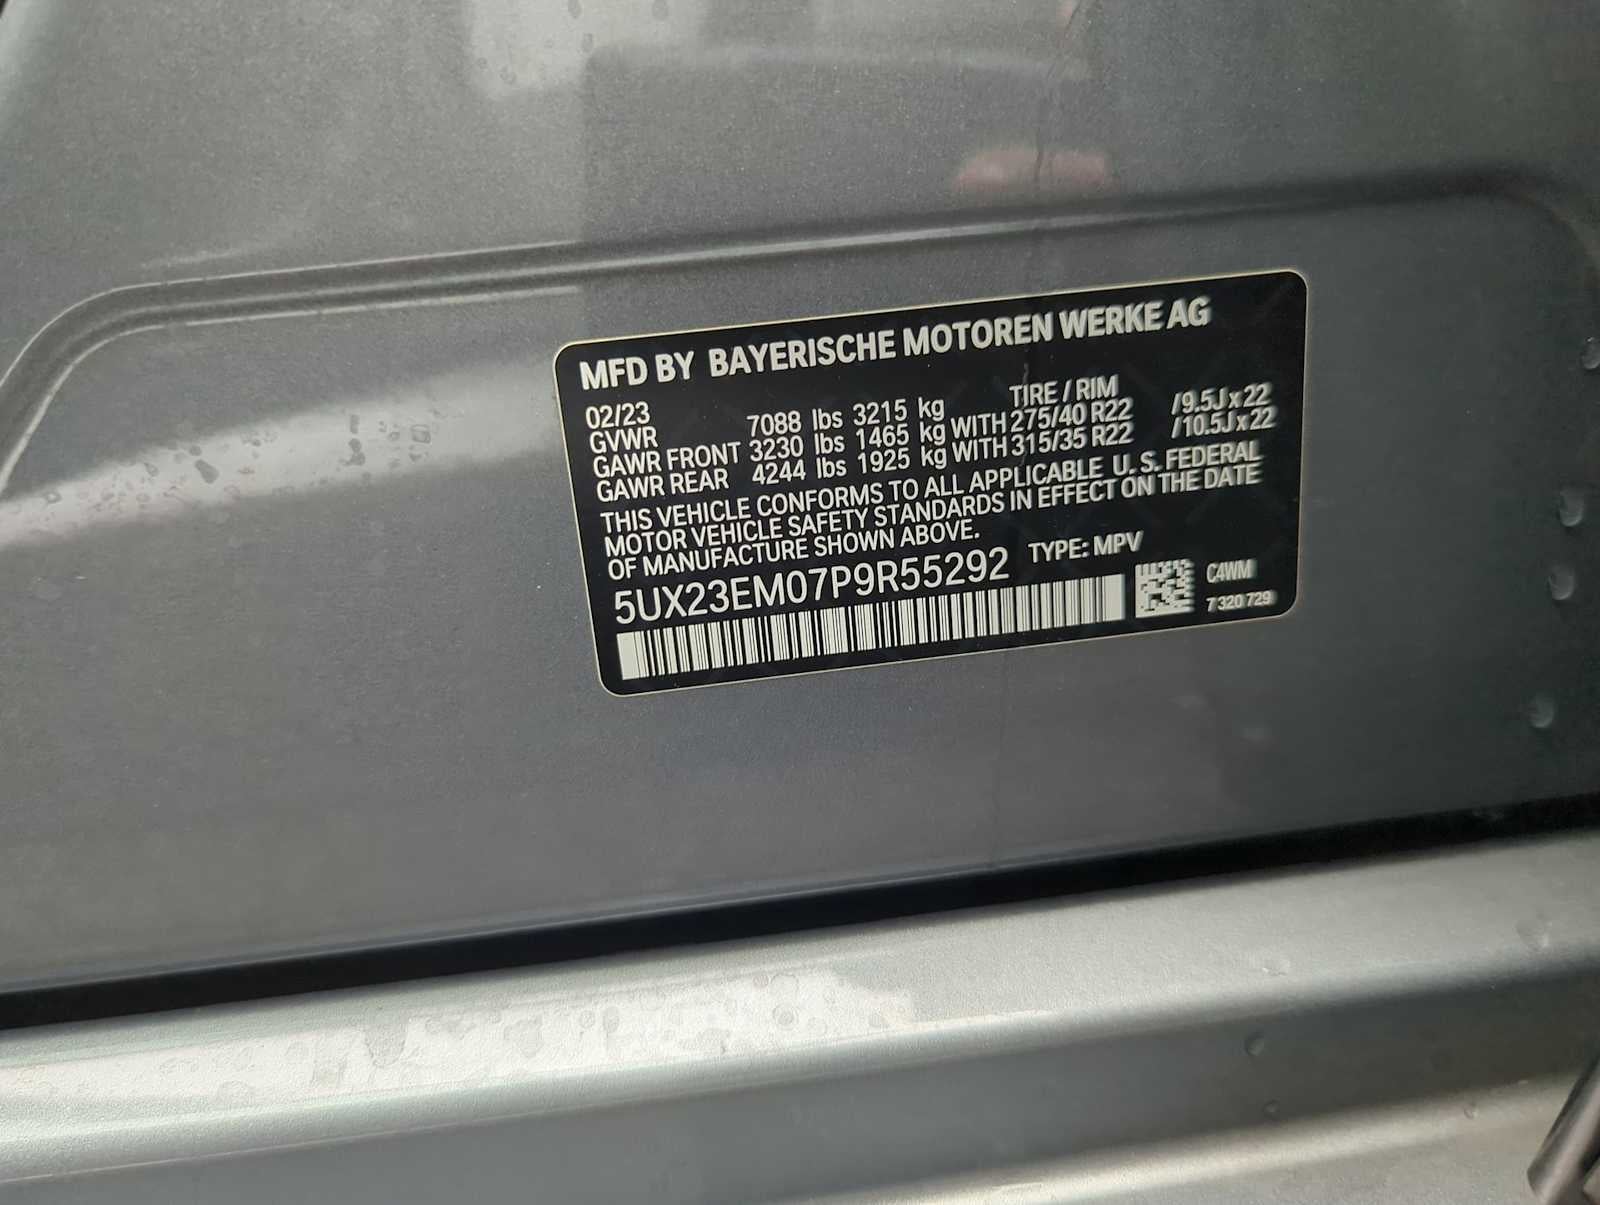 MFD BY BAYERISCHE MOTOREN WERKE AG
02/23 TIRE / RIM
GVWR 7088 lbs 3215 kg
GAWR FRONT 3230 lbs 1465 kg WITH 275/40 R22 /9.5J x 22
GAWR REAR 4244 lbs 1925 kg WITH 315/35 R22 /10.5J x 22
THIS VEHICLE CONFORMS TO ALL APPLICABLE U. S. FEDERAL
MOTOR VEHICLE SAFETY STANDARDS IN EFFECT ON THE DATE
OF MANUFACTURE SHOWN ABOVE.
5UX23EM07P9R55292 TYPE: MPV
C4WM
7 320 729